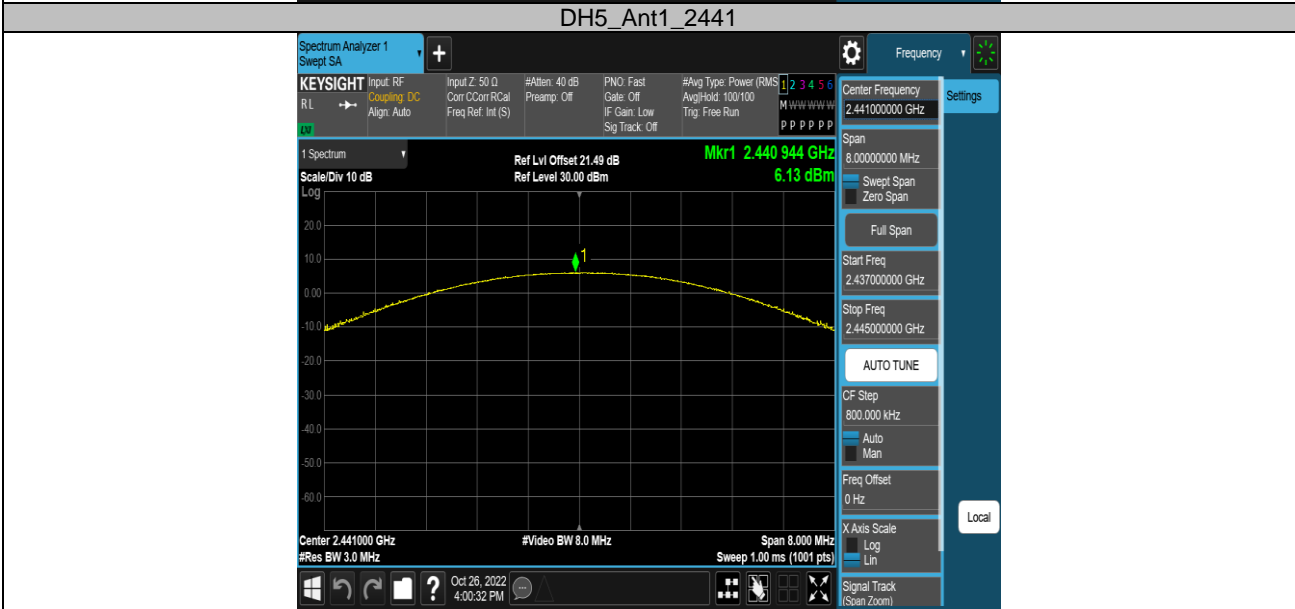 DH5_Ant1_2441
Spectrum Analyzer 1
Swept SA
+
Frequency
KEYSIGHT
RL
LXI
Input: RF
Coupling: DC
Align: Auto
Input Z: 50 Ω
Corr CCorr RCal
Freq Ref: Int (S)
#Atten: 40 dB
Preamp: Off
PNO: Fast
Gate: Off
IF Gain: Low
Sig Track: Off
#Avg Type: Power (RMS
Avg|Hold: 100/100
Trig: Free Run
1 2 3 4 5 6
M W W W W W
P P P P P P
1 Spectrum
Scale/Div 10 dB
Log
Ref Lvl Offset 21.49 dB
Ref Level 30.00 dBm
Mkr1 2.440 944 GHz
6.13 dBm
20.0
10.0
0.00
-10.0
-20.0
-30.0
-40.0
-50.0
-60.0
1
Center 2.441000 GHz
#Res BW 3.0 MHz
#Video BW 8.0 MHz
Span 8.000 MHz
Sweep 1.00 ms (1001 pts)
?
Oct 26, 2022
4:00:32 PM
Center Frequency
2.441000000 GHz
Span
8.00000000 MHz
Swept Span
Zero Span
Full Span
Start Freq
2.437000000 GHz
Stop Freq
2.445000000 GHz
AUTO TUNE
CF Step
800.000 kHz
Auto
Man
Freq Offset
0 Hz
X Axis Scale
Log
Lin
Signal Track
(Span Zoom)
Settings
Local